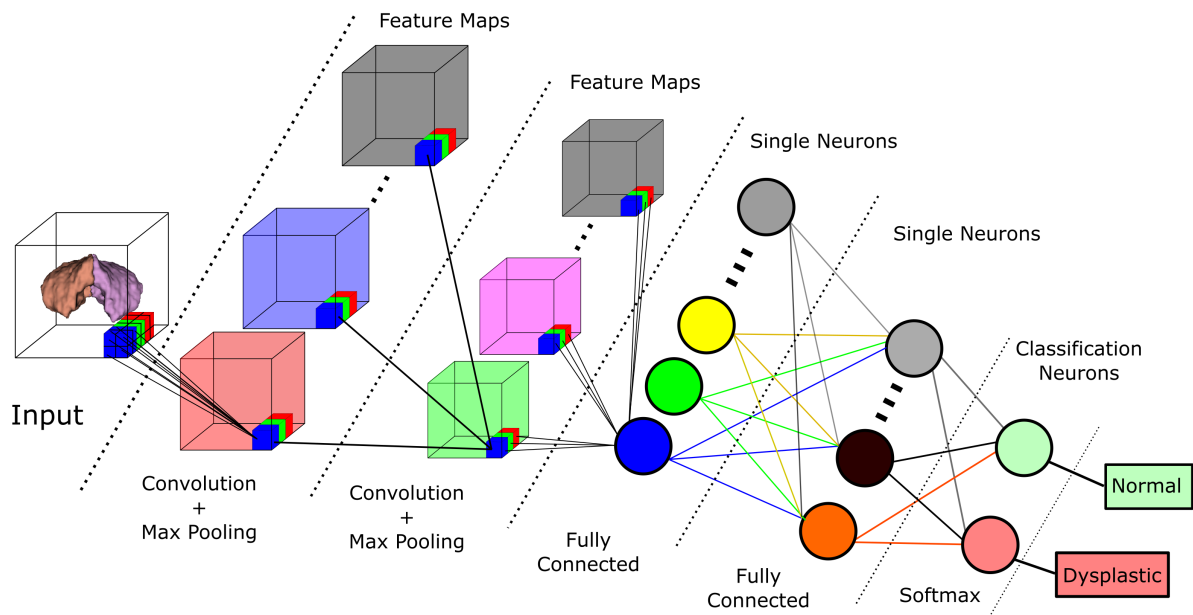 Feature Maps
Feature Maps
Single Neurons
Single Neurons
Classification
Neurons
Input
Convolution
+
Max Pooling
Convolution
+
Max Pooling
Fully
Connected
Fully
Connected
Softmax
Normal
Dysplastic